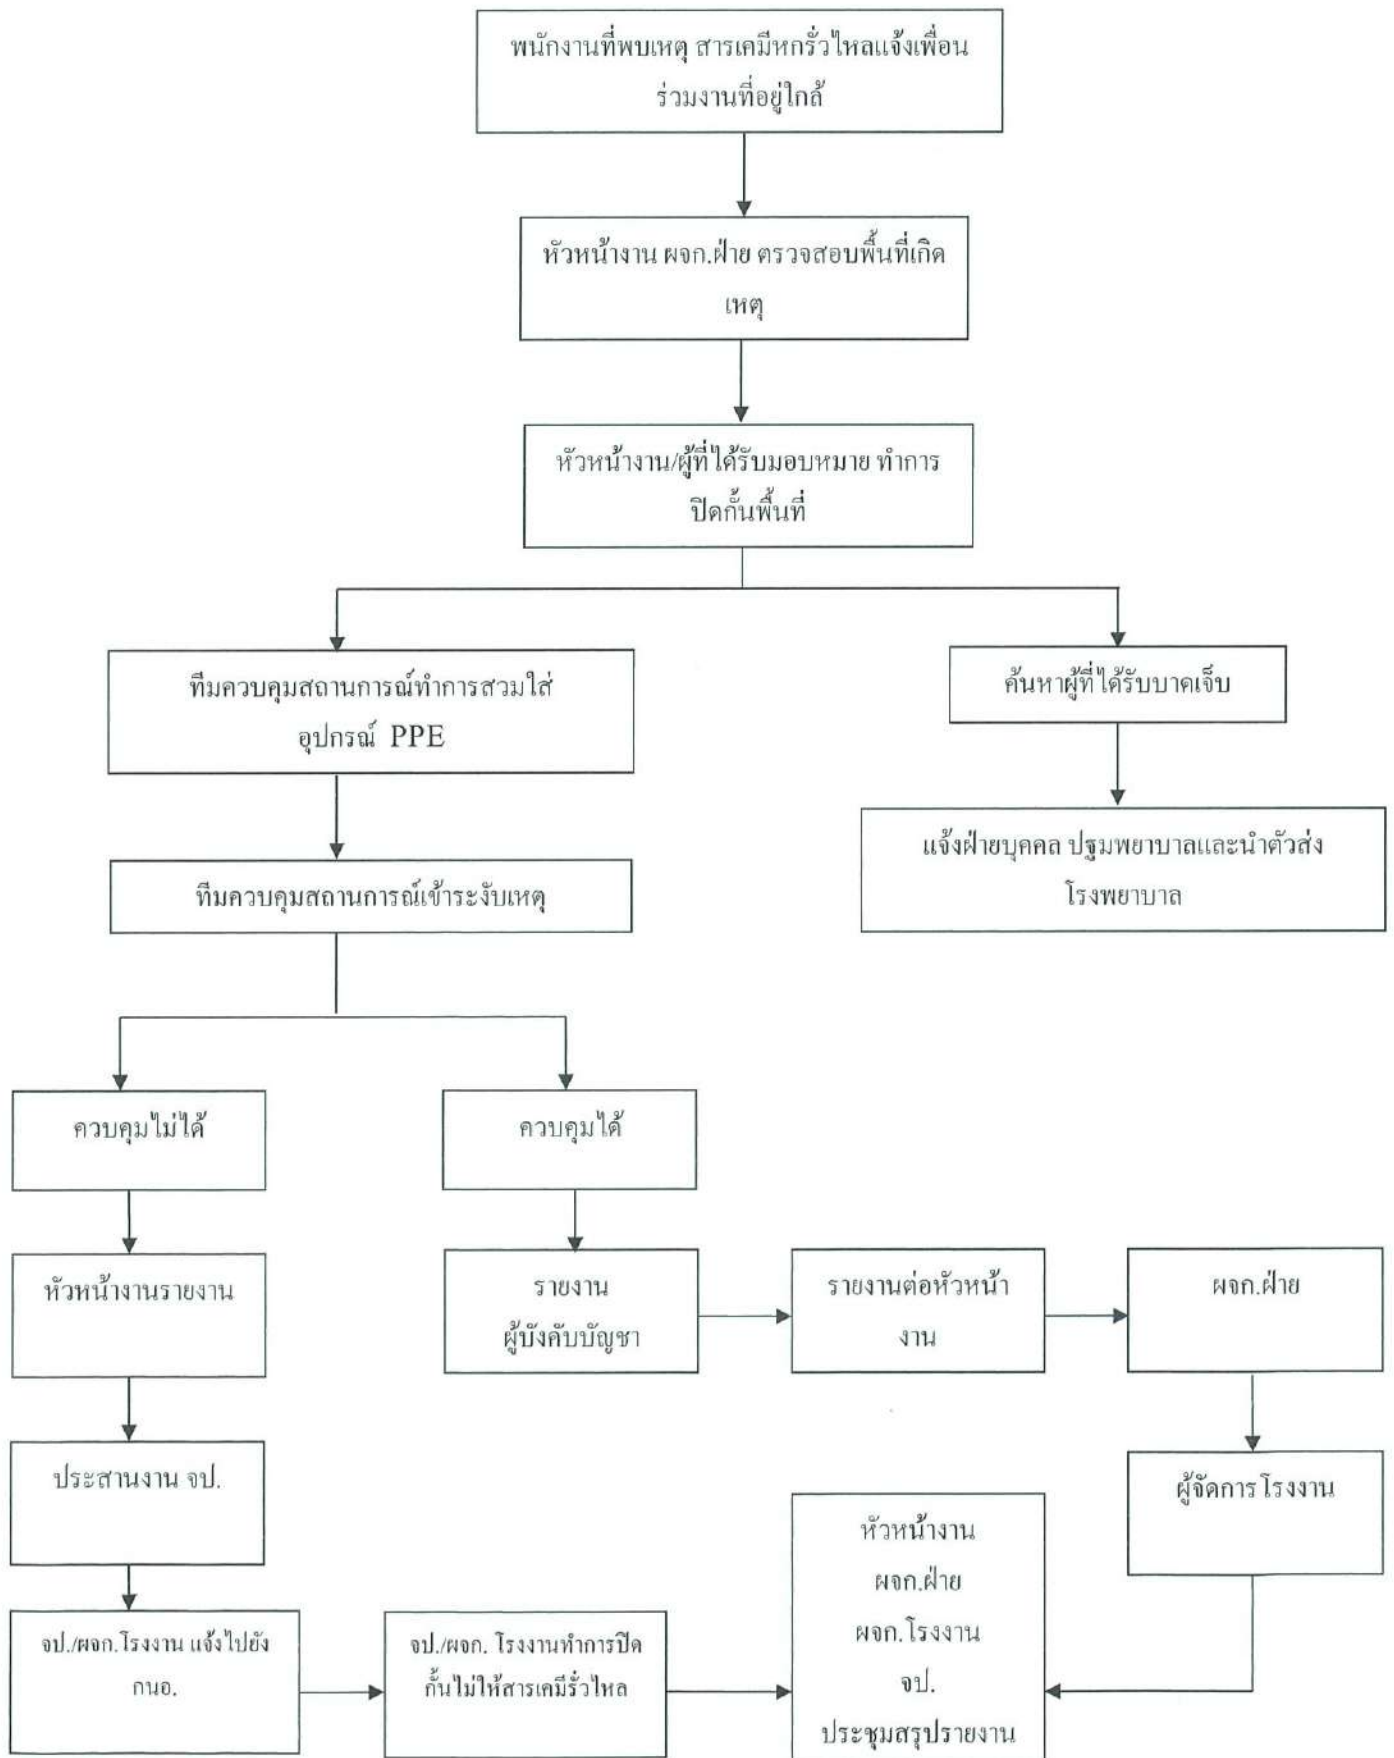 พนักงานที่พบเหตุ สารเคมีหกรั่วไหลแจ้งเพื่อน
ร่วมงานที่อยู่ใกล้
หัวหน้างาน ผจก.ฝ่าย ตรวจสอบพื้นที่เกิด
เหตุ
หัวหน้างาน/ผู้ที่ได้รับมอบหมาย ทำการ
ปิดกั้นพื้นที่
ทีมควบคุมสถานการณ์ทำการสวมใส่
อุปกรณ์ PPE
ค้นหาผู้ที่ได้รับบาดเจ็บ
แจ้งฝ่ายบุคคล ปฐมพยาบาลและนำตัวส่ง
โรงพยาบาล
ทีมควบคุมสถานการณ์เข้าระงับเหตุ
ควบคุมไม่ได้
ควบคุมได้
หัวหน้างานรายงาน
รายงาน
ผู้บังคับบัญชา
รายงานต่อหัวหน้า
งาน
ผจก.ฝ่าย
ประสานงาน จป.
ผู้จัดการโรงงาน
จป./ผจก.โรงงาน แจ้งไปยัง
กนอ.
จป./ผจก. โรงงานทำการปิด
กั้นไม่ให้สารเคมีรั่วไหล
หัวหน้างาน
ผจก.ฝ่าย
ผจก.โรงงาน
จป.
ประชุมสรุปรายงาน